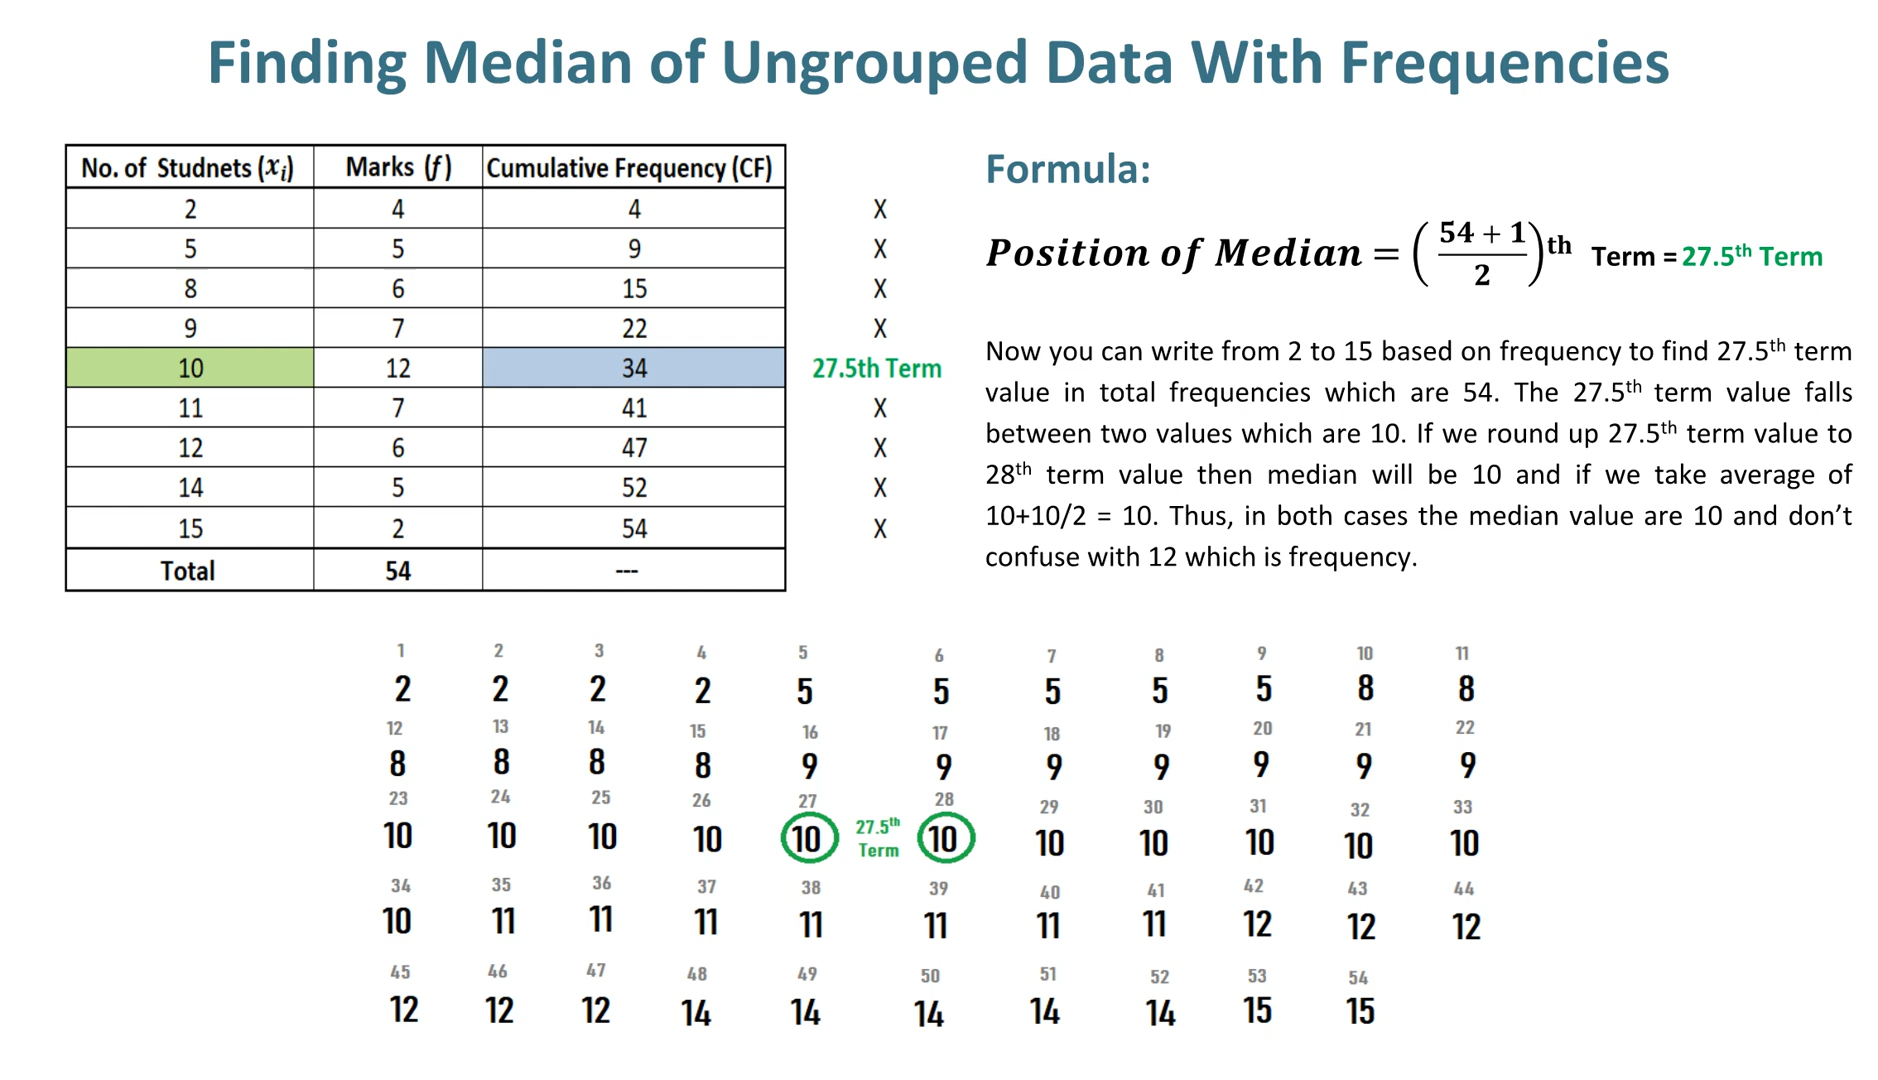 Finding Median of Ungrouped Data With Frequencies
No. of Studnets (xᵢ) Marks (f) Cumulative Frequency (CF)
2 4 4 X
5 5 9 X
8 6 15 X
9 7 22 X
10 12 34 27.5th Term
11 7 41 X
12 6 47 X
14 5 52 X
15 2 54 X
Total 54 ---
Formula:
Position of Median = (54 + 1 / 2)th Term = 27.5th Term
Now you can write from 2 to 15 based on frequency to find 27.5th term
value in total frequencies which are 54. The 27.5th term value falls
between two values which are 10. If we round up 27.5th term value to
28th term value then median will be 10 and if we take average of
10+10/2 = 10. Thus, in both cases the median value are 10 and don't
confuse with 12 which is frequency.
1 2 3 4 5 6 7 8 9 10 11
2 2 2 2 5 5 5 5 5 8 8
12 13 14 15 16 17 18 19 20 21 22
8 8 8 8 9 9 9 9 9 9 9
23 24 25 26 27 28 29 30 31 32 33
10 10 10 10 10 27.5th Term 10 10 10 10 10 10
34 35 36 37 38 39 40 41 42 43 44
10 11 11 11 11 11 11 11 12 12 12
45 46 47 48 49 50 51 52 53 54
12 12 12 14 14 14 14 14 15 15